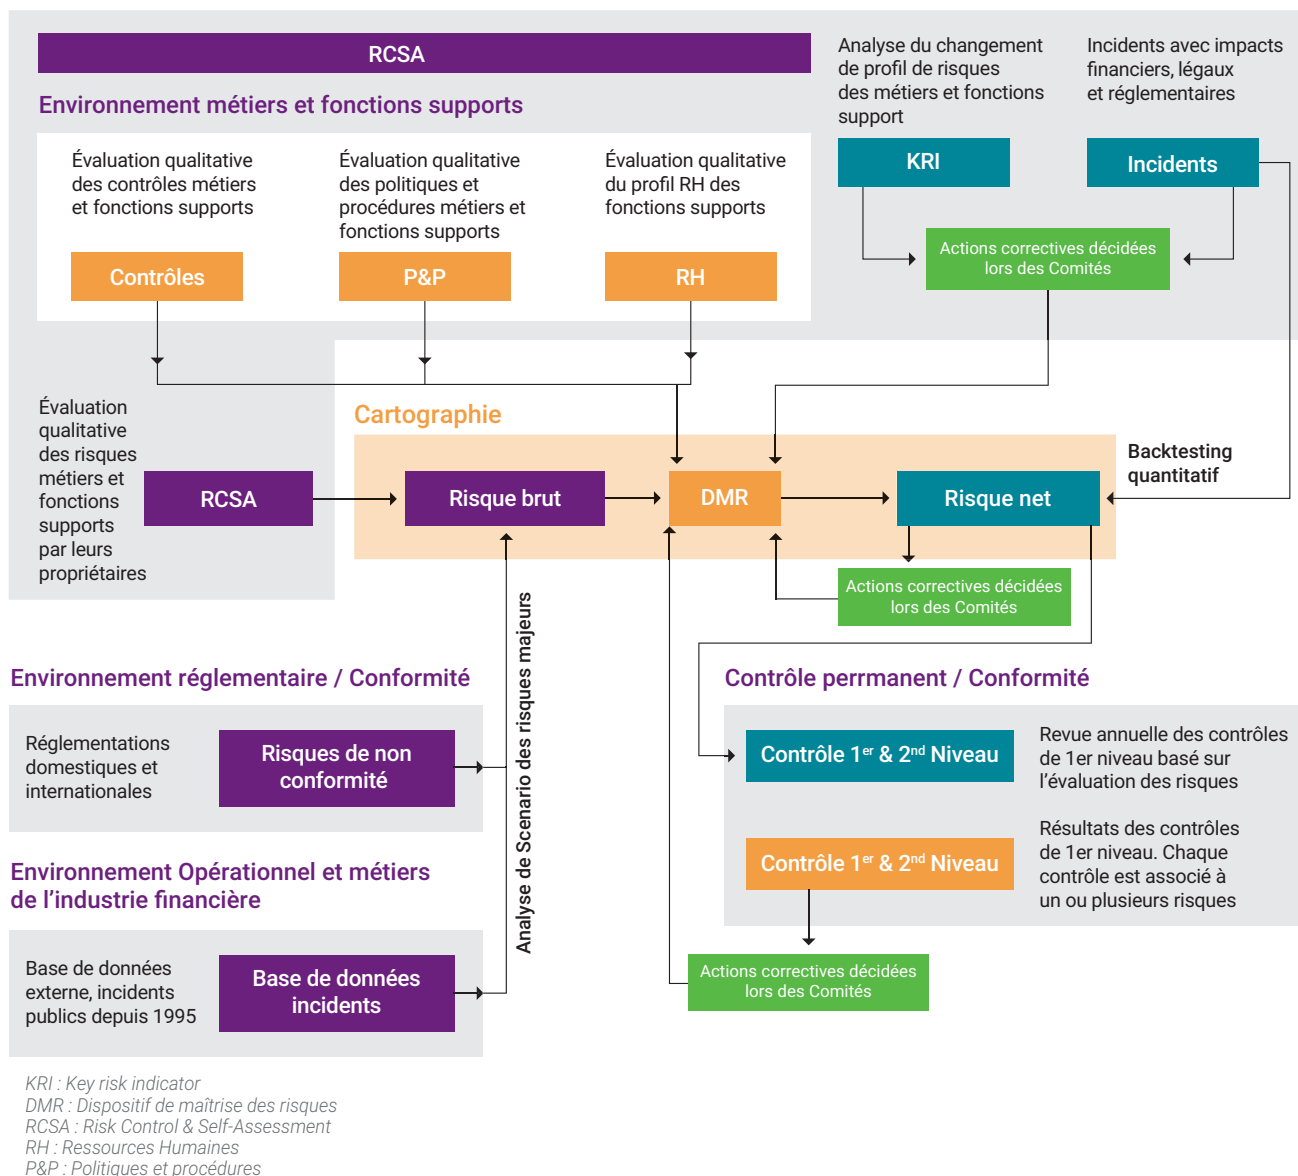 RCSA
Environnement métiers et fonctions supports
Évaluation qualitative
des contrôles métiers
et fonctions supports
Contrôles
Évaluation qualitative
des politiques et
procédures métiers et
fonctions supports
P&P
Évaluation qualitative
du profil RH des
fonctions supports
RH
Analyse du changement
de profil de risques
des métiers et fonctions
support
KRI
Incidents avec impacts
financiers, légaux
et réglementaires
Incidents
Actions correctives décidées
lors des Comités
Évaluation
qualitative
des risques
métiers et
fonctions
supports
par leurs
propriétaires
RCSA
Cartographie
Risque brut
DMR
Risque net
Backtesting
quantitatif
Actions correctives décidées
lors des Comités
Analyse de Scenario des risques majeurs
Environnement réglementaire / Conformité
Réglementations
domestiques et
internationales
Risques de non
conformité
Environnement Opérationnel et métiers
de l'industrie financière
Base de données
externe, incidents
publics depuis 1995
Base de données
incidents
Contrôle perrmanent / Conformité
Contrôle 1er & 2nd Niveau
Revue annuelle des contrôles
de 1er niveau basé sur
l'évaluation des risques
Contrôle 1er & 2nd Niveau
Résultats des contrôles
de 1er niveau. Chaque
contrôle est associé à
un ou plusieurs risques
Actions correctives décidées
lors des Comités
KRI : Key risk indicator
DMR : Dispositif de maîtrise des risques
RCSA : Risk Control & Self-Assessment
RH : Ressources Humaines
P&P : Politiques et procédures